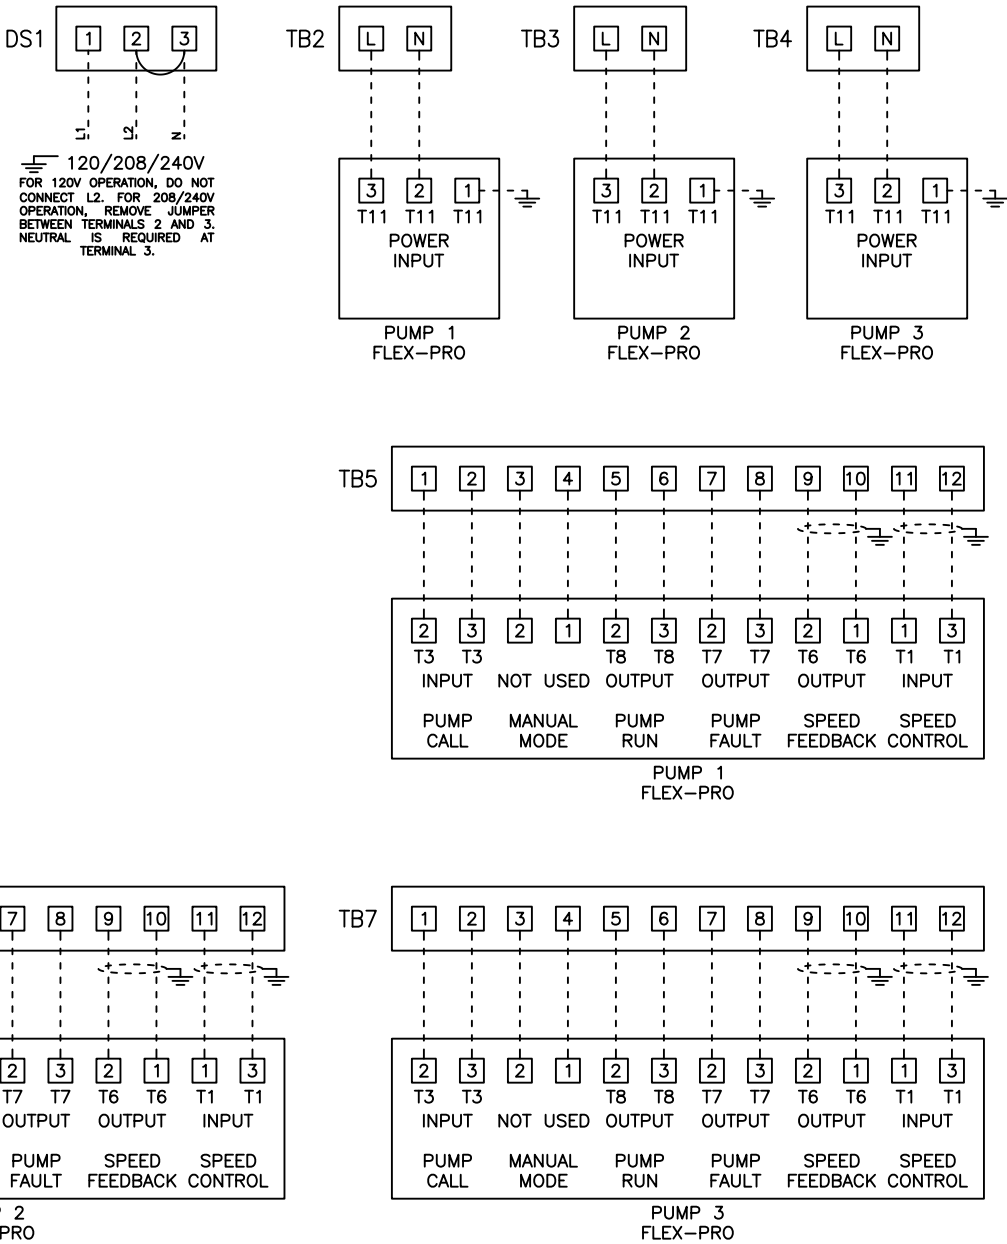 DS1 1 2 3
TB2 L N
TB3 L N
TB4 L N
L1 L2 N
120/208/240V
FOR 120V OPERATION, DO NOT
CONNECT L2. FOR 208/240V
OPERATION, REMOVE JUMPER
BETWEEN TERMINALS 2 AND 3.
NEUTRAL IS REQUIRED AT
TERMINAL 3.
3 2 1
T11 T11 T11
POWER
INPUT
PUMP 1
FLEX-PRO
3 2 1
T11 T11 T11
POWER
INPUT
PUMP 2
FLEX-PRO
3 2 1
T11 T11 T11
POWER
INPUT
PUMP 3
FLEX-PRO
TB5 1 2 3 4 5 6 7 8 9 10 11 12
2 3 2 1 2 3 2 3 2 1 1 3
T3 T3 T8 T8 T7 T7 T6 T6 T1 T1
INPUT NOT USED OUTPUT OUTPUT OUTPUT INPUT
PUMP MANUAL PUMP PUMP SPEED SPEED
CALL MODE RUN FAULT FEEDBACK CONTROL
PUMP 1
FLEX-PRO
7 8 9 10 11 12
2 3 2 1 1 3
T7 T7 T6 T6 T1 T1
OUTPUT OUTPUT INPUT
PUMP SPEED SPEED
FAULT FEEDBACK CONTROL
2
PRO
TB7 1 2 3 4 5 6 7 8 9 10 11 12
2 3 2 1 2 3 2 3 2 1 1 3
T3 T3 T8 T8 T7 T7 T6 T6 T1 T1
INPUT NOT USED OUTPUT OUTPUT OUTPUT INPUT
PUMP MANUAL PUMP PUMP SPEED SPEED
CALL MODE RUN FAULT FEEDBACK CONTROL
PUMP 3
FLEX-PRO